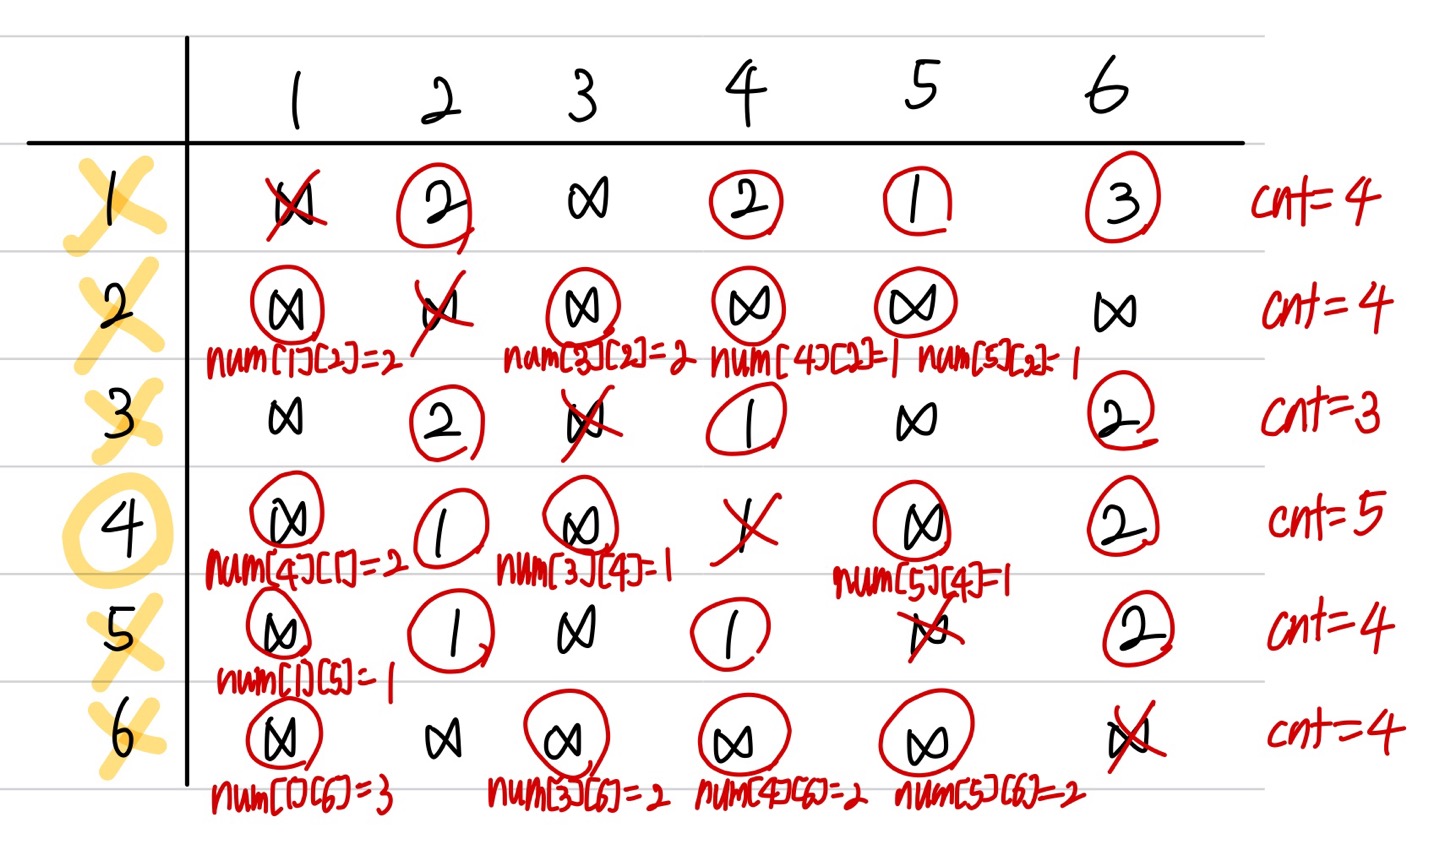 1 2 3 4 5 6
1 ∞ 2 ∞ 2 1 3 cnt=4
2 ∞ ∞ ∞ ∞ ∞ ∞ cnt=4
num[1][2]=2 num[3][2]=2 num[4][2]=1 num[5][2]=1
3 ∞ 2 ∞ 1 ∞ 2 cnt=3
4 ∞ 1 ∞ 1 ∞ 2 cnt=5
num[4][1]=2 num[3][4]=1 num[5][4]=1
5 ∞ 1 ∞ 1 ∞ 2 cnt=4
num[1][5]=1
6 ∞ ∞ ∞ ∞ ∞ ∞ cnt=4
num[1][6]=3 num[3][6]=2 num[4][6]=2 num[5][6]=2